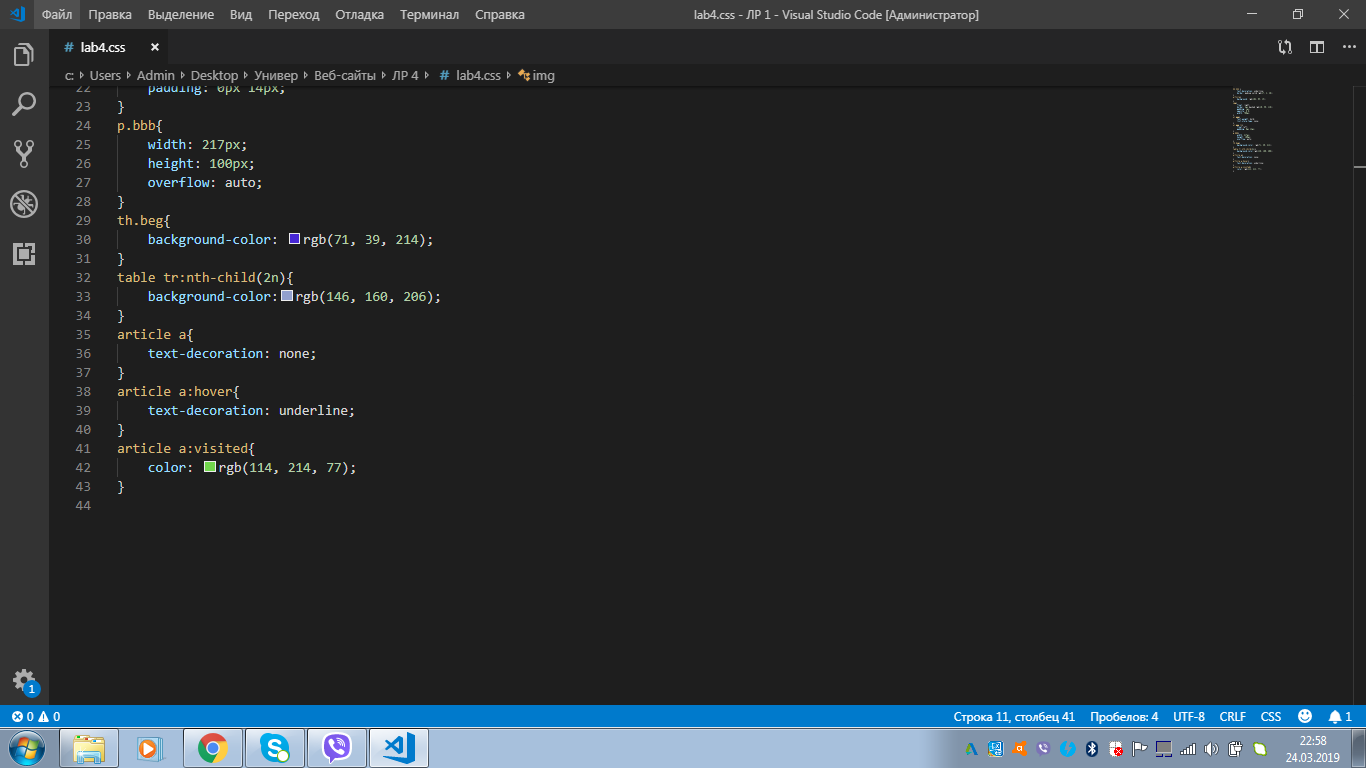 Файл Правка Выделение Вид Переход Отладка Терминал Справка lab4.css - ЛР 1 - Visual Studio Code [Администратор]
# lab4.css
c: Users Admin Desktop Универ Веб-сайты ЛР 4 # lab4.css img
22 padding: 0px 14px;
23 }
24 p.bbb{
25 width: 217px;
26 height: 100px;
27 overflow: auto;
28 }
29 th.beg{
30 background-color: rgb(71, 39, 214);
31 }
32 table tr:nth-child(2n){
33 background-color: rgb(146, 160, 206);
34 }
35 article a{
36 text-decoration: none;
37 }
38 article a:hover{
39 text-decoration: underline;
40 }
41 article a:visited{
42 color: rgb(114, 214, 77);
43 }
44
1
0 0 Строка 11, столбец 41 Пробелов: 4 UTF-8 CRLF CSS 1
22:58
24.03.2019